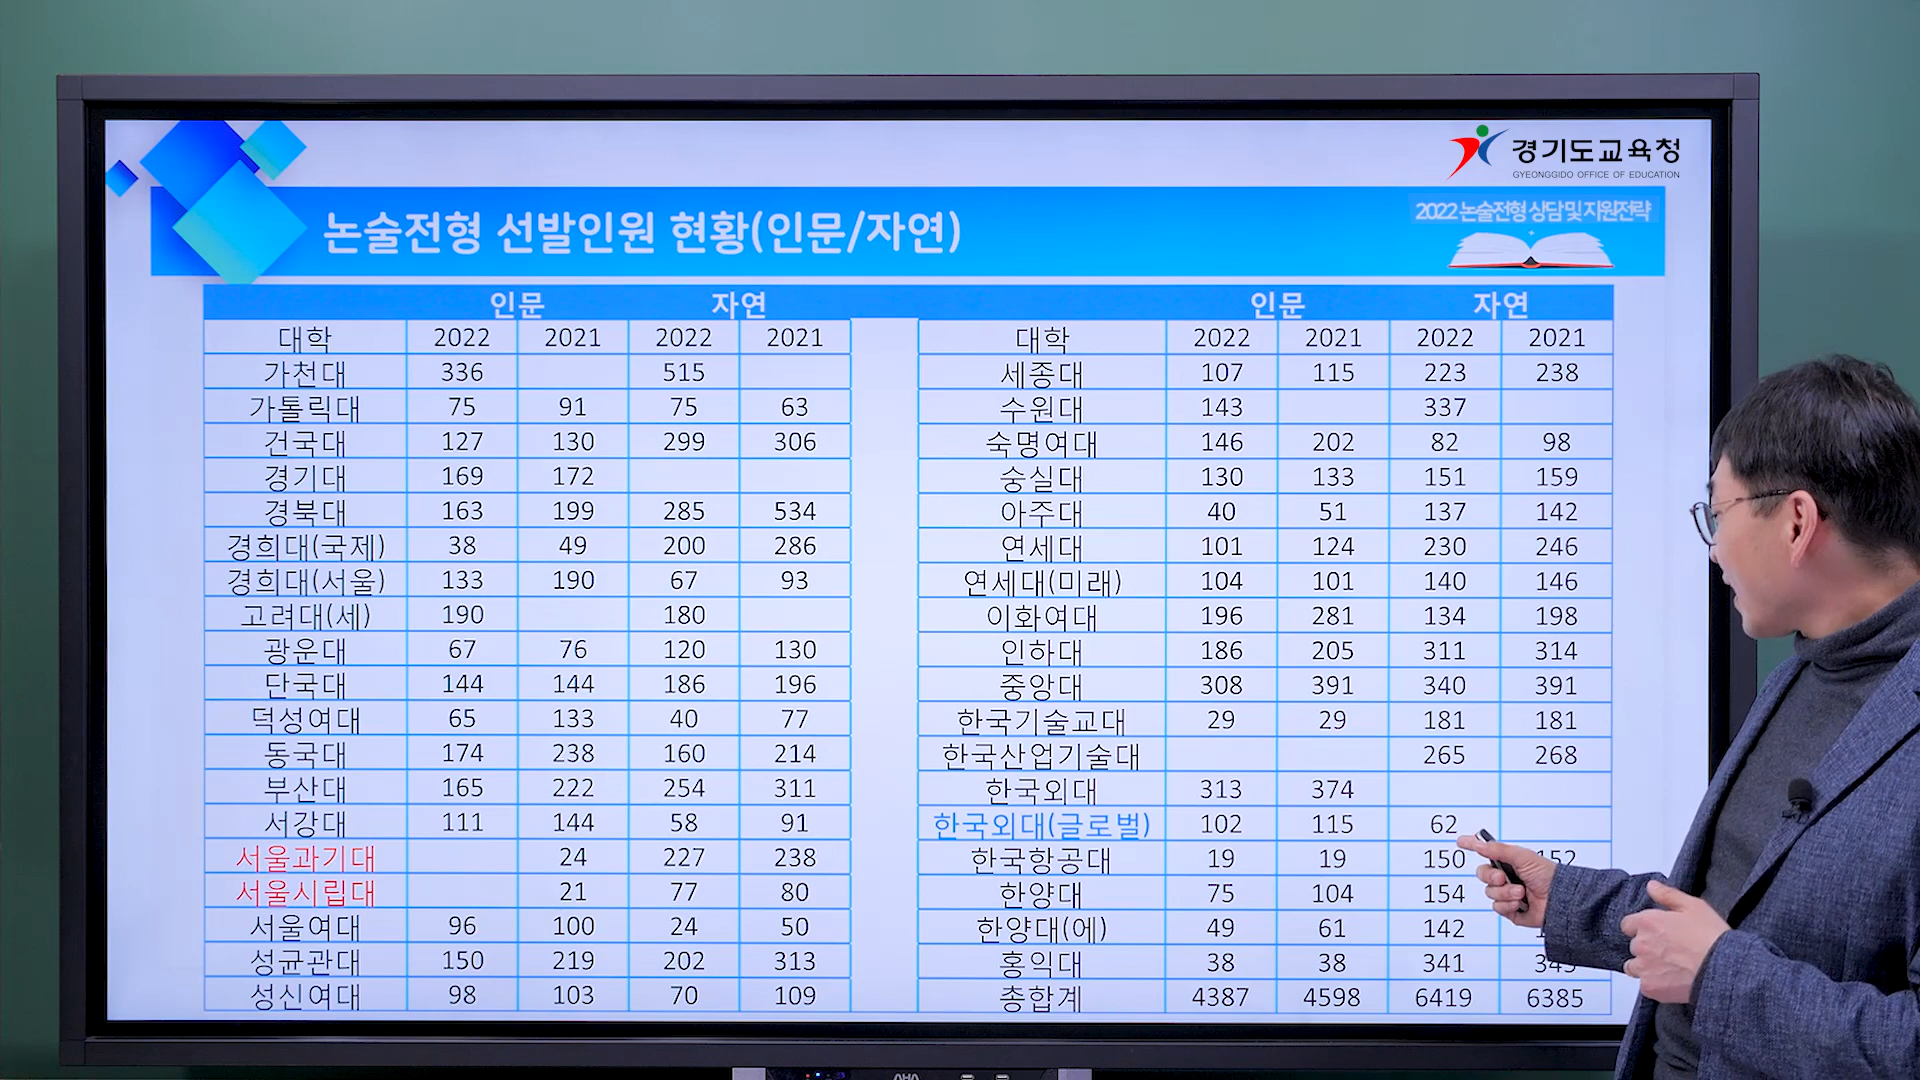 경기도교육청
GYEONGGIDO OFFICE OF EDUCATION
2022 논술전형 상담 및 지원전략
논술전형 선발인원 현황(인문/자연)
인문 자연
대학 2022 2021 2022 2021
가천대 336 515
가톨릭대 75 91 75 63
건국대 127 130 299 306
경기대 169 172
경북대 163 199 285 534
경희대(국제) 38 49 200 286
경희대(서울) 133 190 67 93
고려대(세) 190 180
광운대 67 76 120 130
단국대 144 144 186 196
덕성여대 65 133 40 77
동국대 174 238 160 214
부산대 165 222 254 311
서강대 111 144 58 91
서울과기대 24 227 238
서울시립대 21 77 80
서울여대 96 100 24 50
성균관대 150 219 202 313
성신여대 98 103 70 109
인문 자연
대학 2022 2021 2022 2021
세종대 107 115 223 238
수원대 143 337
숙명여대 146 202 82 98
숭실대 130 133 151 159
아주대 40 51 137 142
연세대 101 124 230 246
연세대(미래) 104 101 140 146
이화여대 196 281 134 198
인하대 186 205 311 314
중앙대 308 391 340 391
한국기술교대 29 29 181 181
한국산업기술대 265 268
한국외대 313 374
한국외대(글로벌) 102 115 62
한국항공대 19 19 150 152
한양대 75 104 154
한양대(에) 49 61 142
홍익대 38 38 341
총합계 4387 4598 6419 6385
AHA